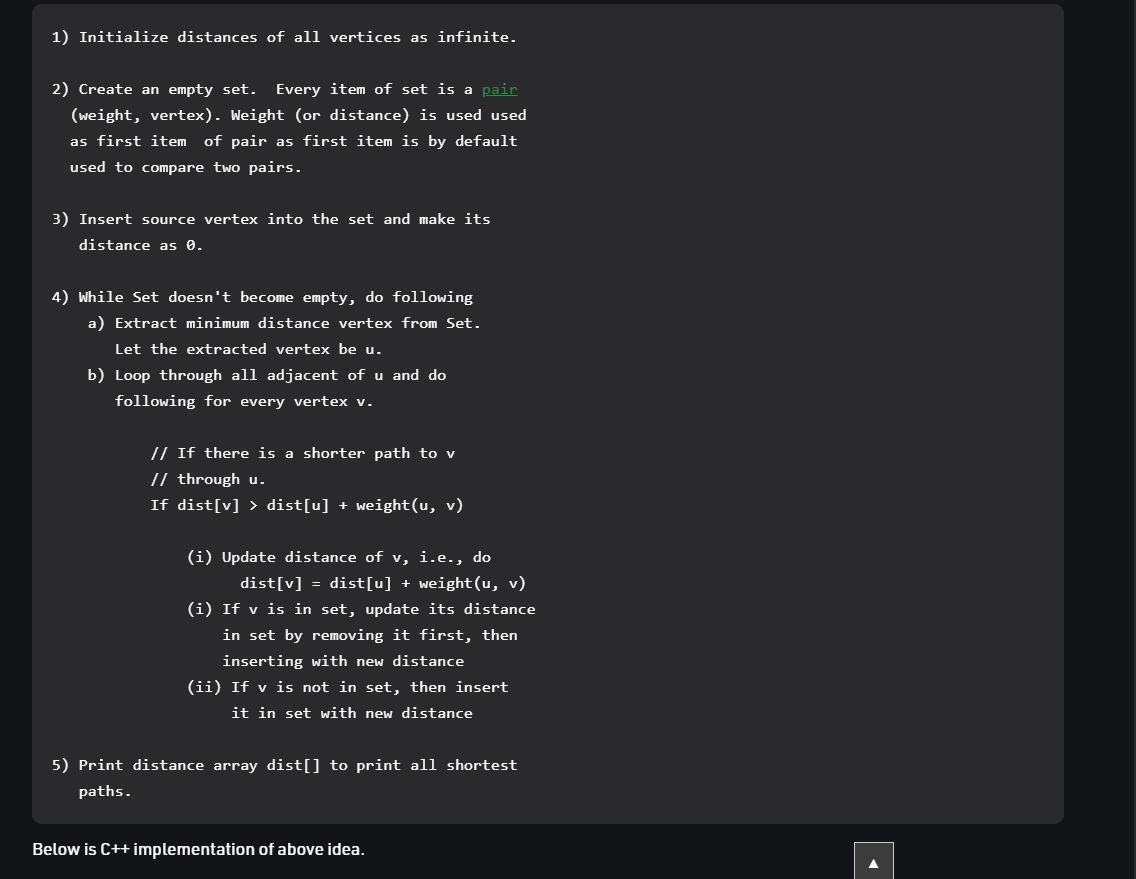 1) Initialize distances of all vertices as infinite.
2) Create an empty set.  Every item of set is a pair
(weight, vertex). Weight (or distance) is used used
as first item  of pair as first item is by default
used to compare two pairs.
3) Insert source vertex into the set and make its
distance as 0.
4) While Set doesn't become empty, do following
a) Extract minimum distance vertex from Set.
Let the extracted vertex be u.
b) Loop through all adjacent of u and do
following for every vertex v.
// If there is a shorter path to v
// through u.
If dist[v] > dist[u] + weight(u, v)
(i) Update distance of v, i.e., do
dist[v] = dist[u] + weight(u, v)
(i) If v is in set, update its distance
in set by removing it first, then
inserting with new distance
(ii) If v is not in set, then insert
it in set with new distance
5) Print distance array dist[] to print all shortest
paths.
Below is C++ implementation of above idea.